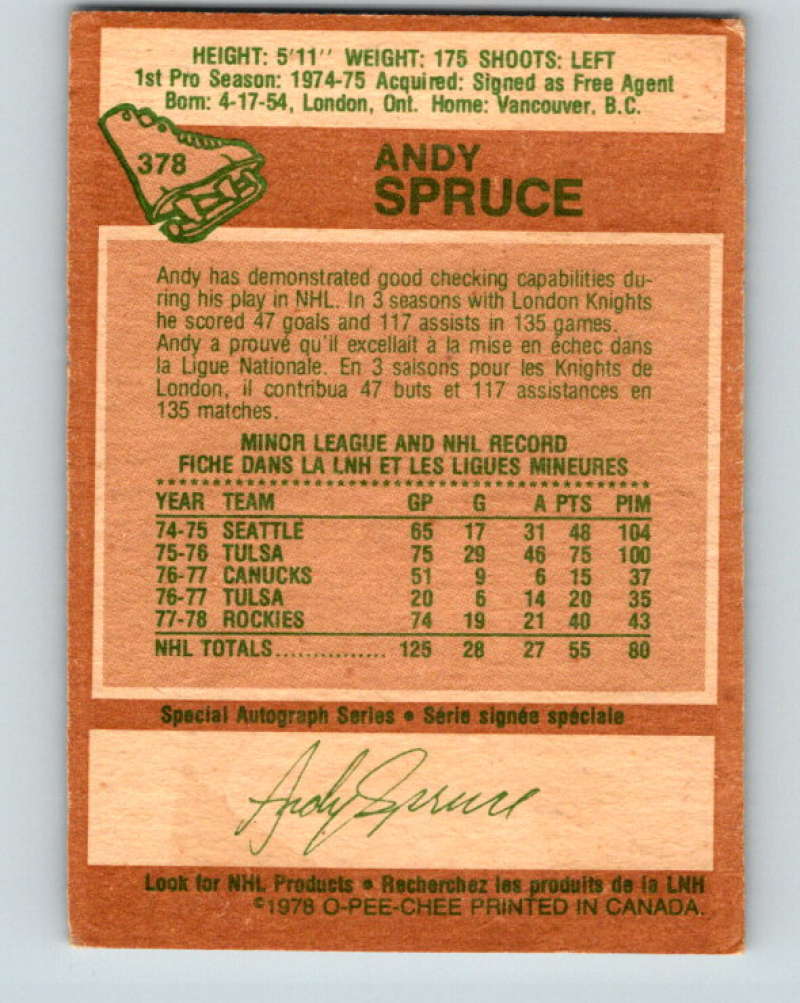 HEIGHT: 5'11'' WEIGHT: 175 SHOOTS: LEFT
1st Pro Season: 1974-75 Acquired: Signed as Free Agent
Born: 4-17-54, London, Ont. Home: Vancouver, B.C.
378
ANDY
SPRUCE
Andy has demonstrated good checking capabilities du-
ring his play in NHL. In 3 seasons with London Knights
he scored 47 goals and 117 assists in 135 games.
Andy a prouvé qu'il excellait à la mise en échec dans
la Ligue Nationale. En 3 saisons pour les Knights de
London, il contribua 47 buts et 117 assistances en
135 matches.
MINOR LEAGUE AND NHL RECORD
FICHE DANS LA LNH ET LES LIGUES MINEURES
YEAR TEAM GP G A PTS PIM
74-75 SEATTLE 65 17 31 48 104
75-76 TULSA 75 29 46 75 100
76-77 CANUCKS 51 9 6 15 37
76-77 TULSA 20 6 14 20 35
77-78 ROCKIES 74 19 21 40 43
NHL TOTALS............... 125 28 27 55 80
Special Autograph Series • Série signée spéciale
Andy Spruce
Look for NHL Products • Recherchez les produits de la LNH
©1978 O-PEE-CHEE PRINTED IN CANADA.